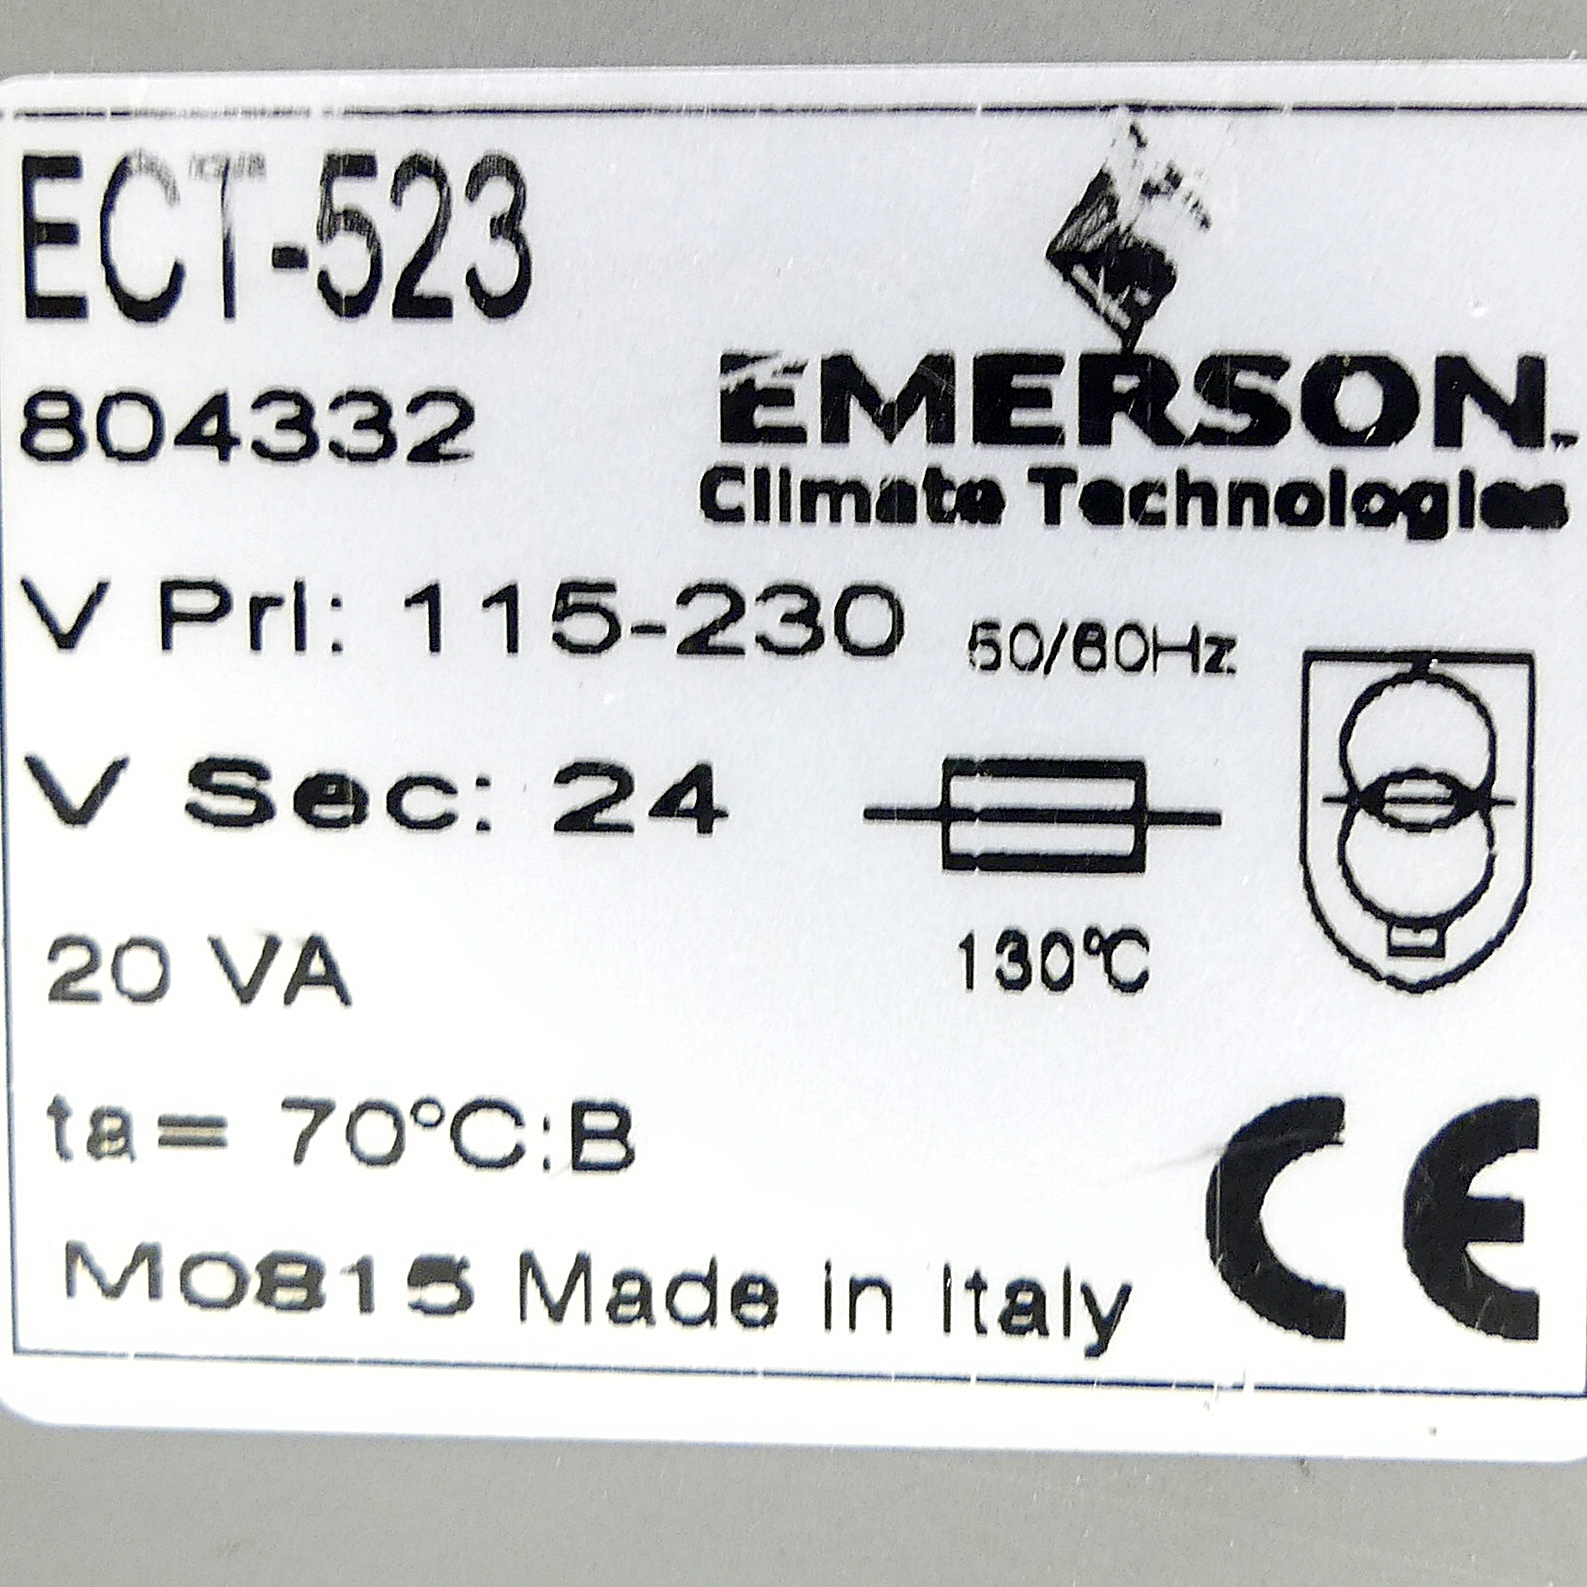 ECT-523
804332
EMERSON.
Climate Technologies
V Pri: 115-230 50/60Hz
V Sec: 24
20 VA
130°C
ta= 70°C:B
M0815 Made in Italy
CE